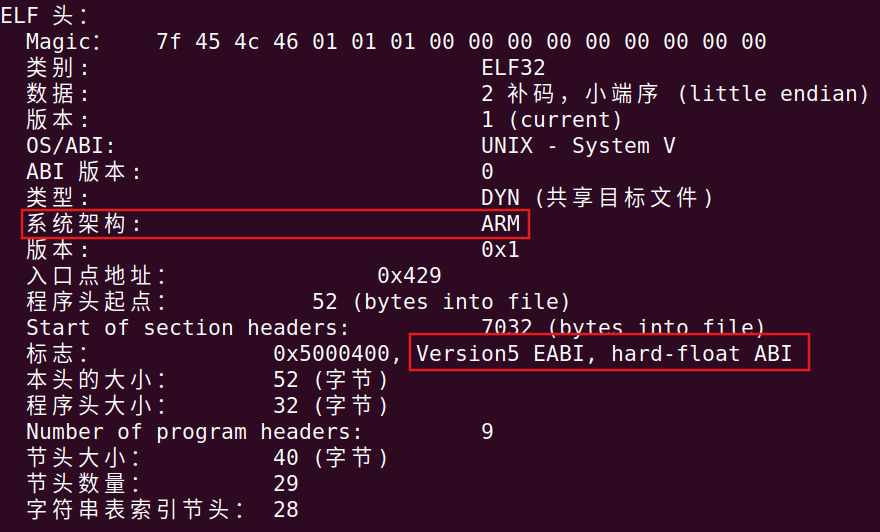 ELF 头：
Magic： 7f 45 4c 46 01 01 01 00 00 00 00 00 00 00 00 00
类别: ELF32
数据: 2 补码，小端序 (little endian)
版本: 1 (current)
OS/ABI: UNIX - System V
ABI 版本: 0
类型: DYN (共享目标文件)
系统架构: ARM
版本: 0x1
入口点地址： 0x429
程序头起点： 52 (bytes into file)
Start of section headers: 7032 (bytes into file)
标志： 0x5000400, Version5 EABI, hard-float ABI
本头的大小： 52 (字节)
程序头大小： 32 (字节)
Number of program headers: 9
节头大小： 40 (字节)
节头数量： 29
字符串表索引节头： 28